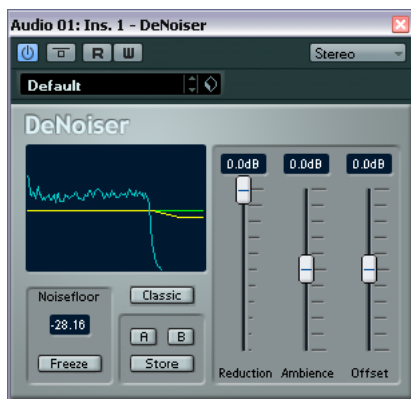 Audio 01: Ins. 1 - DeNoiser
R W Stereo
Default
DeNoiser
0.0dB 0.0dB 0.0dB
Noisefloor
-28.16
Freeze
Classic
A B
Store
Reduction Ambience Offset